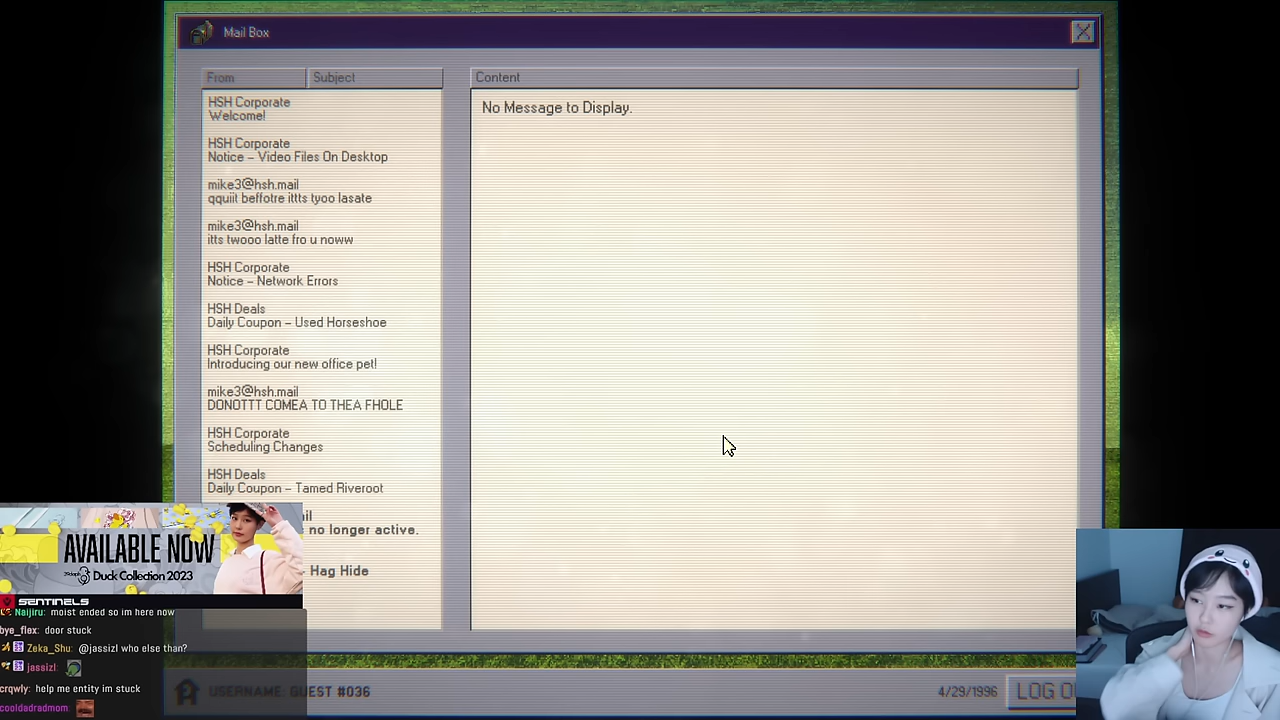 Mail Box
From
Subject
Content
HSH Corporate
Welcome!
HSH Corporate
Notice - Video Files On Desktop
mike3@hsh.mail
qquiit beffotre ittts tyoo lasate
mike3@hsh.mail
itts twooo latte fro u noww
HSH Corporate
Notice - Network Errors
HSH Deals
Daily Coupon - Used Horseshoe
HSH Corporate
Introducing our new office pet!
mike3@hsh.mail
DONOTTT COMEA TO THEA FHOLE
HSH Corporate
Scheduling Changes
HSH Deals
Daily Coupon - Tamed Riveroot
no longer active.
Hag Hide
No Message to Display.
AVAILABLE NOW
Duck Collection 2023
SENTINELS
Naijiru: moist ended so im here now
bye_flex: door stuck
Zeka_Shu: @jassizl who else than?
jassizl:
crqwly: help me entity im stuck
cooldadradmom
USERNAME: GUEST #036
4/29/1996
LOG O